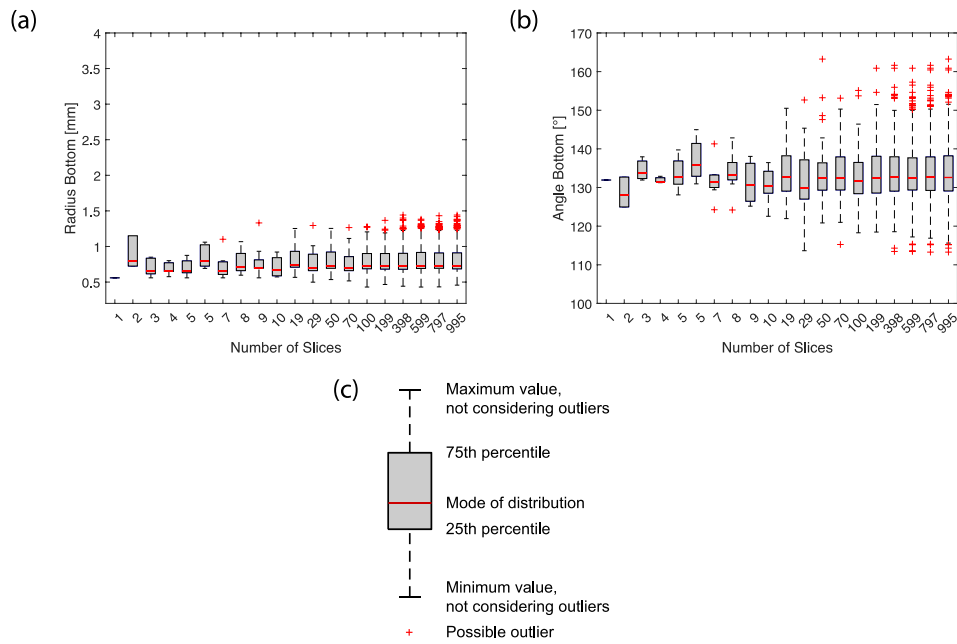 (a)
4
3.5
3
2.5
2
1.5
1
0.5
Radius Bottom [mm]
1 2 3 4 5 5 7 8 9 10 19 29 50 70 100 199 398 599 797 995
Number of Slices
(b)
170
160
150
140
130
120
110
100
Angle Bottom [°]
1 2 3 4 5 5 7 8 9 10 19 29 50 70 100 199 398 599 797 995
Number of Slices
(c)
Maximum value,
not considering outliers
75th percentile
Mode of distribution
25th percentile
Minimum value,
not considering outliers
+ Possible outlier